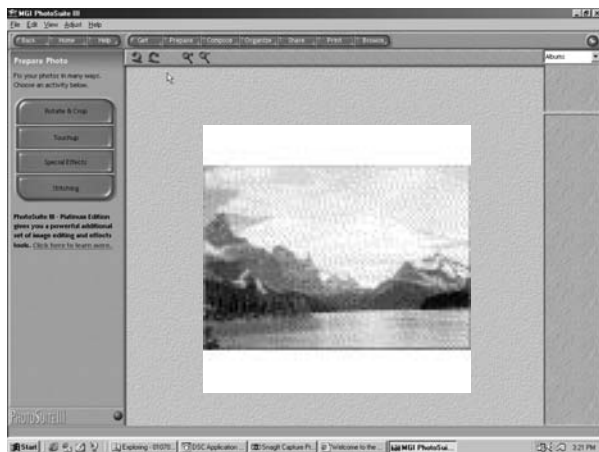 MGI PhotoSuite III
File Edit View Adjust Help
Back Home Help Get Prepare Compose Organize Share Print Browse
Albums
Prepare Photo
Fix your photos in many ways.
Choose an activity below.
Rotate & Crop
Touchup
Special Effects
Stitching
PhotoSuite III - Platinum Edition
gives you a powerful additional
set of image editing and effects
tools. Click here to learn more.
PhotoSuite III
Start Exploring - 01070... DSC Application ... SnagIt Capture Pr... Welcome to the ... MGI PhotoSui... 3:21 PM